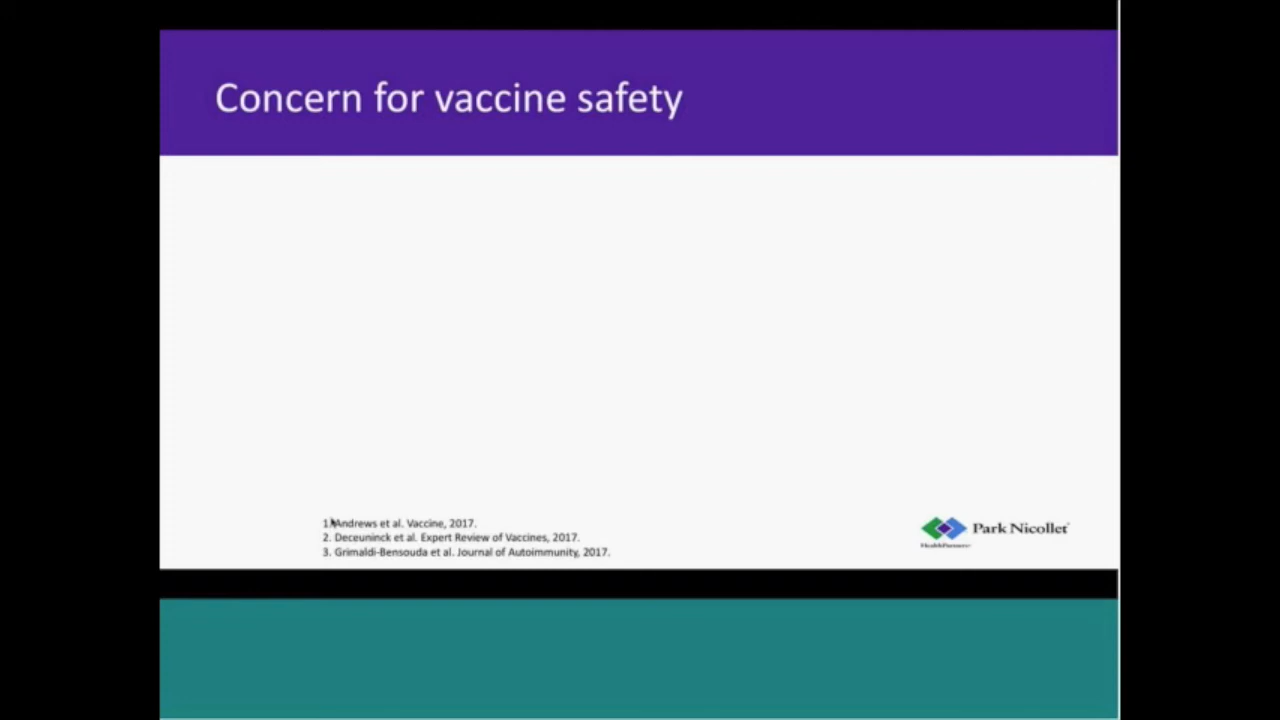 Concern for vaccine safety
1. Andrews et al. Vaccine, 2017.
2. Deceuninck et al. Expert Review of Vaccines, 2017.
3. Grimaldi-Bensouda et al. Journal of Autoimmunity, 2017.
Park Nicollet
HealthPartners